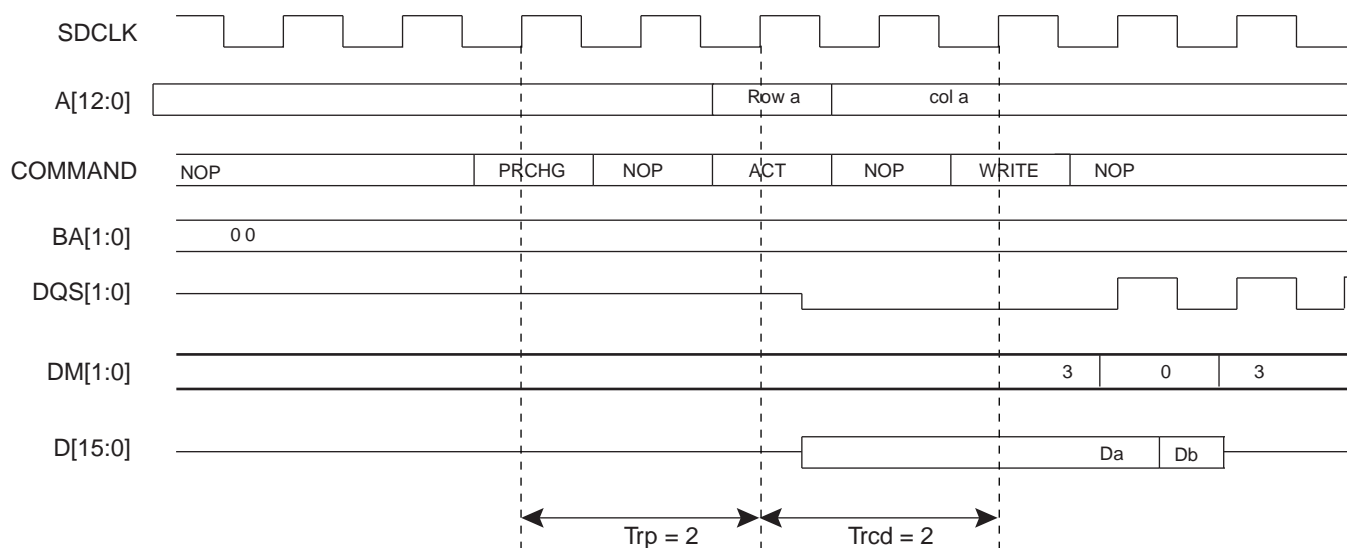 SDCLK
A[12:0] Row a col a
COMMAND NOP PRCHG NOP ACT NOP WRITE NOP
BA[1:0] 0 0
DQS[1:0]
DM[1:0] 3 0 3
D[15:0] Da Db
Trp = 2 Trcd = 2